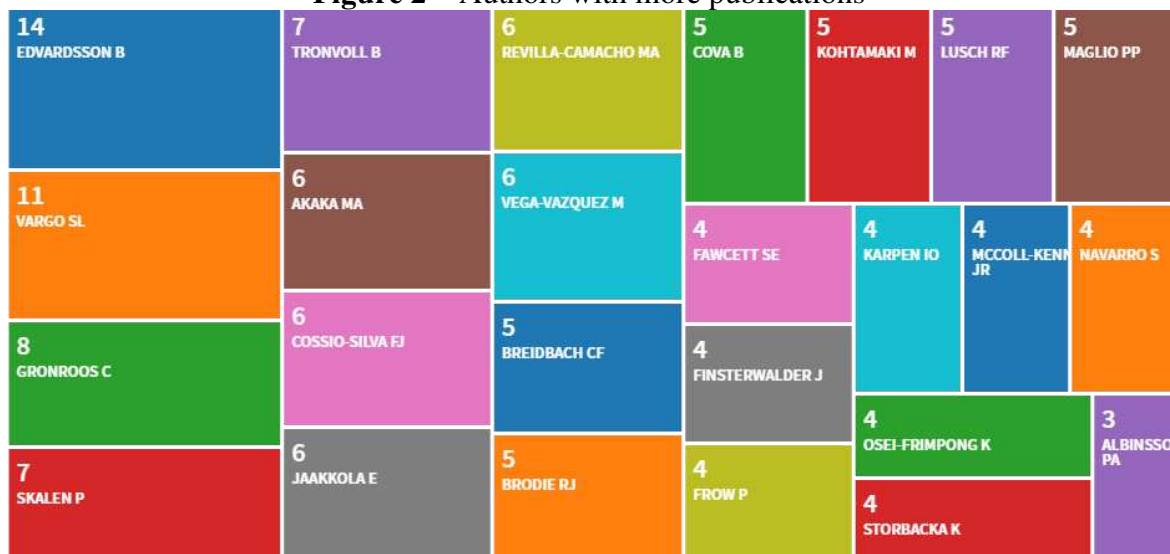 Figure 2 – Authors with more publications
14
EDVARDSSON B
11
VARGO SL
8
GRONROOS C
7
SKALEN P
7
TRONVOLL B
6
AKAKA MA
6
COSSIO-SILVA FJ
6
JAAKKOLA E
6
REVILLA-CAMACHO MA
6
VEGA-VAZQUEZ M
5
BREIDBACH CF
5
BRODIE RJ
5
COVA B
5
KOHTAMAKI M
5
LUSCH RF
5
MAGLIO PP
4
FAWCETT SE
4
FINSTERWALDER J
4
FROW P
4
KARPEN IO
4
MCCOLL-KENN
JR
4
NAVARRO S
4
OSEI-FRIMPONG K
4
STORBACKA K
3
ALBINSSO
PA